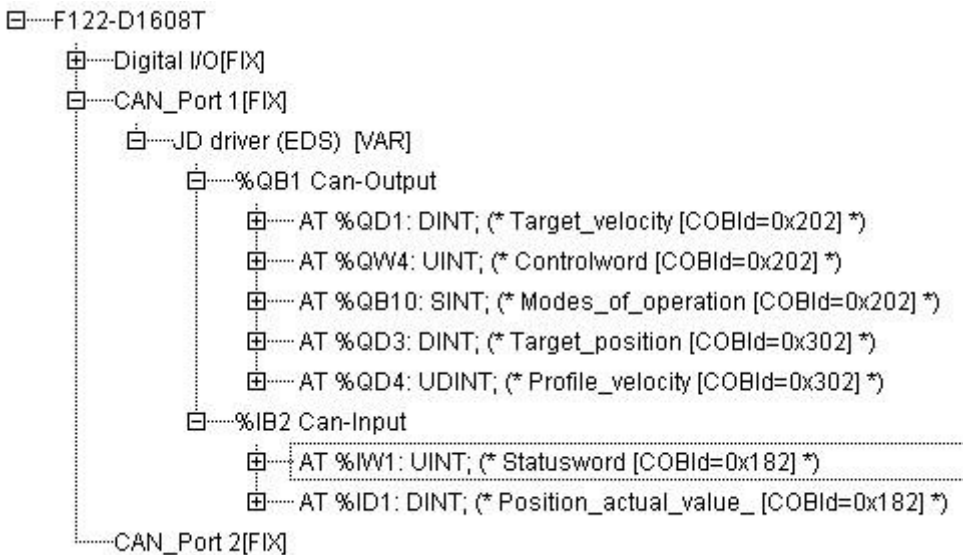 F122-D1608T
Digital I/O[FIX]
CAN_Port 1[FIX]
JD driver (EDS) [VAR]
%QB1 Can-Output
AT %QD1: DINT; (* Target_velocity [COBId=0x202] *)
AT %QW4: UINT; (* Controlword [COBId=0x202] *)
AT %QB10: SINT; (* Modes_of_operation [COBId=0x202] *)
AT %QD3: DINT; (* Target_position [COBId=0x302] *)
AT %QD4: UDINT; (* Profile_velocity [COBId=0x302] *)
%IB2 Can-Input
AT %IW1: UINT; (* Statusword [COBId=0x182] *)
AT %ID1: DINT; (* Position_actual_value_ [COBId=0x182] *)
CAN_Port 2[FIX]